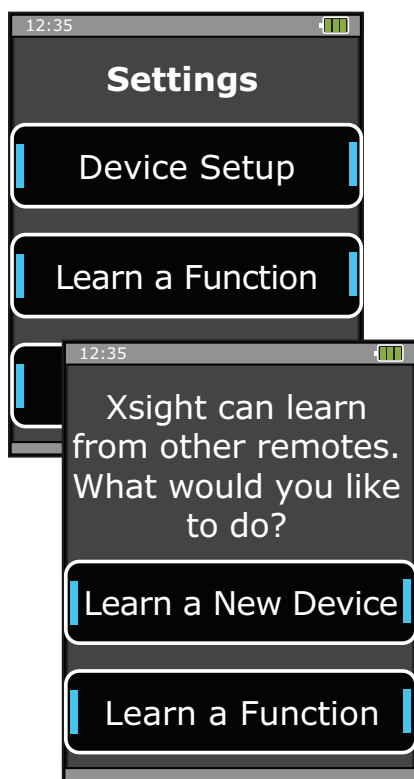 12:35
Settings
Device Setup
Learn a Function
12:35
Xsight can learn
from other remotes.
What would you like
to do?
Learn a New Device
Learn a Function